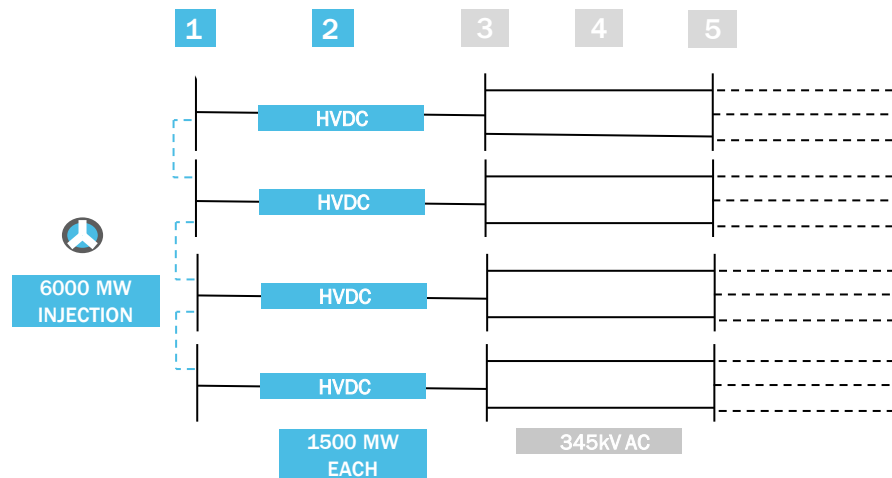 1
2
3
4
5
HVDC
HVDC
6000 MW
INJECTION
HVDC
HVDC
1500 MW
EACH
345kV AC